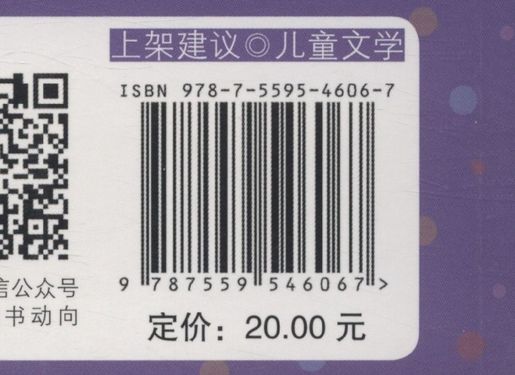 上架建议◎儿童文学
ISBN 978-7-5595-4606-7
9 787559 546067 >
信公众号
书动向
定价：20.00 元